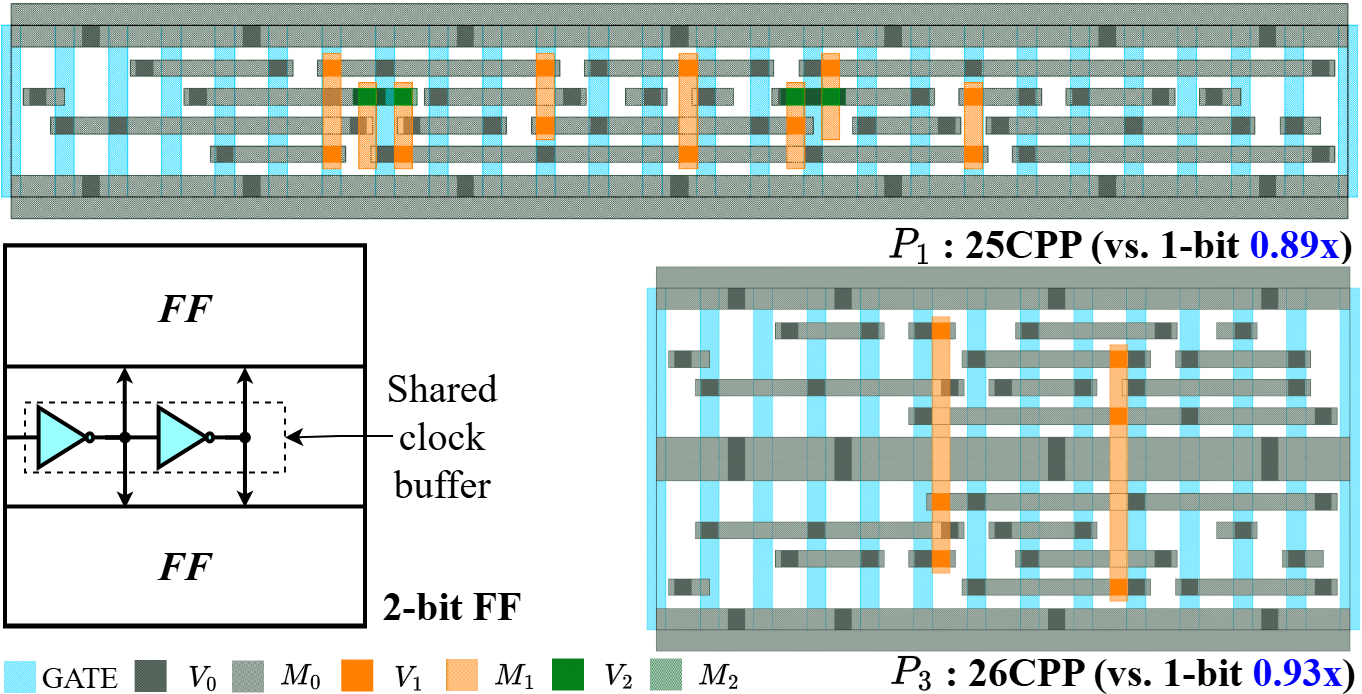 P₁ : 25CPP (vs. 1-bit 0.89x)
FF
Shared
clock
buffer
FF
2-bit FF
GATE V₀ M₀ V₁ M₁ V₂ M₂
P₃ : 26CPP (vs. 1-bit 0.93x)